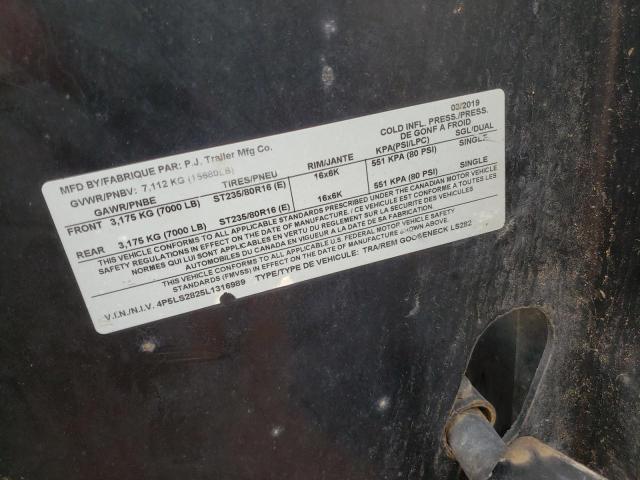 03/2019
MFD BY/FABRIQUE PAR: P.J. Trailer Mfg Co.
COLD INFL. PRESS./PRESS. DE GONF A FROID
GVWR/PNBV: 7,112 KG (15680LB)
GAWR/PNBE TIRES/PNEU RIM/JANTE KPA(PSI/LPC) SGL/DUAL
FRONT 3,175 KG (7000 LB) ST235/80R16 (E) 16x6K 551 KPA (80 PSI) SINGLE
REAR 3,175 KG (7000 LB) ST235/80R16 (E) 16x6K 551 KPA (80 PSI) SINGLE
THIS VEHICLE CONFORMS TO ALL APPLICABLE STANDARDS PRESCRIBED UNDER THE CANADIAN MOTOR VEHICLE
SAFETY REGULATIONS IN EFFECT ON THE DATE OF MANUFACTURE./ CE VEHICULE EST CONFORME A TOUTES LES
NORMES QUI LUI SONT APPLICABLES EN VERTU DU REGLEMENT SUR LA SECURITE DES VEHICULES
AUTOMOBILES DU CANADA EN VIGUEUR A LA DATE DE SA FABRICATION.
THIS VEHICLE CONFORMS TO ALL APPLICABLE U.S. FEDERAL MOTOR VEHICLE SAFETY
STANDARDS (FMVSS) IN EFFECT ON THE DATE OF MANUFACTURE SHOWN ABOVE.
V.I.N./N.I.V. 4P5LS2825L1316989 TYPE/TYPE DE VEHICULE: TRA/REM GOOSENECK LS282